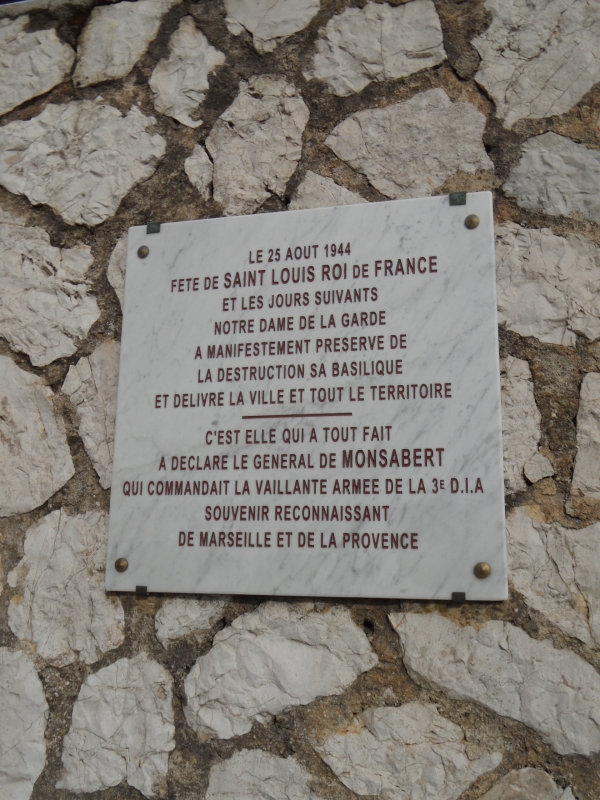 LE 25 AOUT 1944
FETE DE SAINT LOUIS ROI DE FRANCE
ET LES JOURS SUIVANTS
NOTRE DAME DE LA GARDE
A MANIFESTEMENT PRESERVE DE
LA DESTRUCTION SA BASILIQUE
ET DELIVRE LA VILLE ET TOUT LE TERRITOIRE
C'EST ELLE QUI A TOUT FAIT
A DECLARE LE GENERAL DE MONSABERT
QUI COMMANDAIT LA VAILLANTE ARMEE DE LA 3E D.I.A
SOUVENIR RECONNAISSANT
DE MARSEILLE ET DE LA PROVENCE